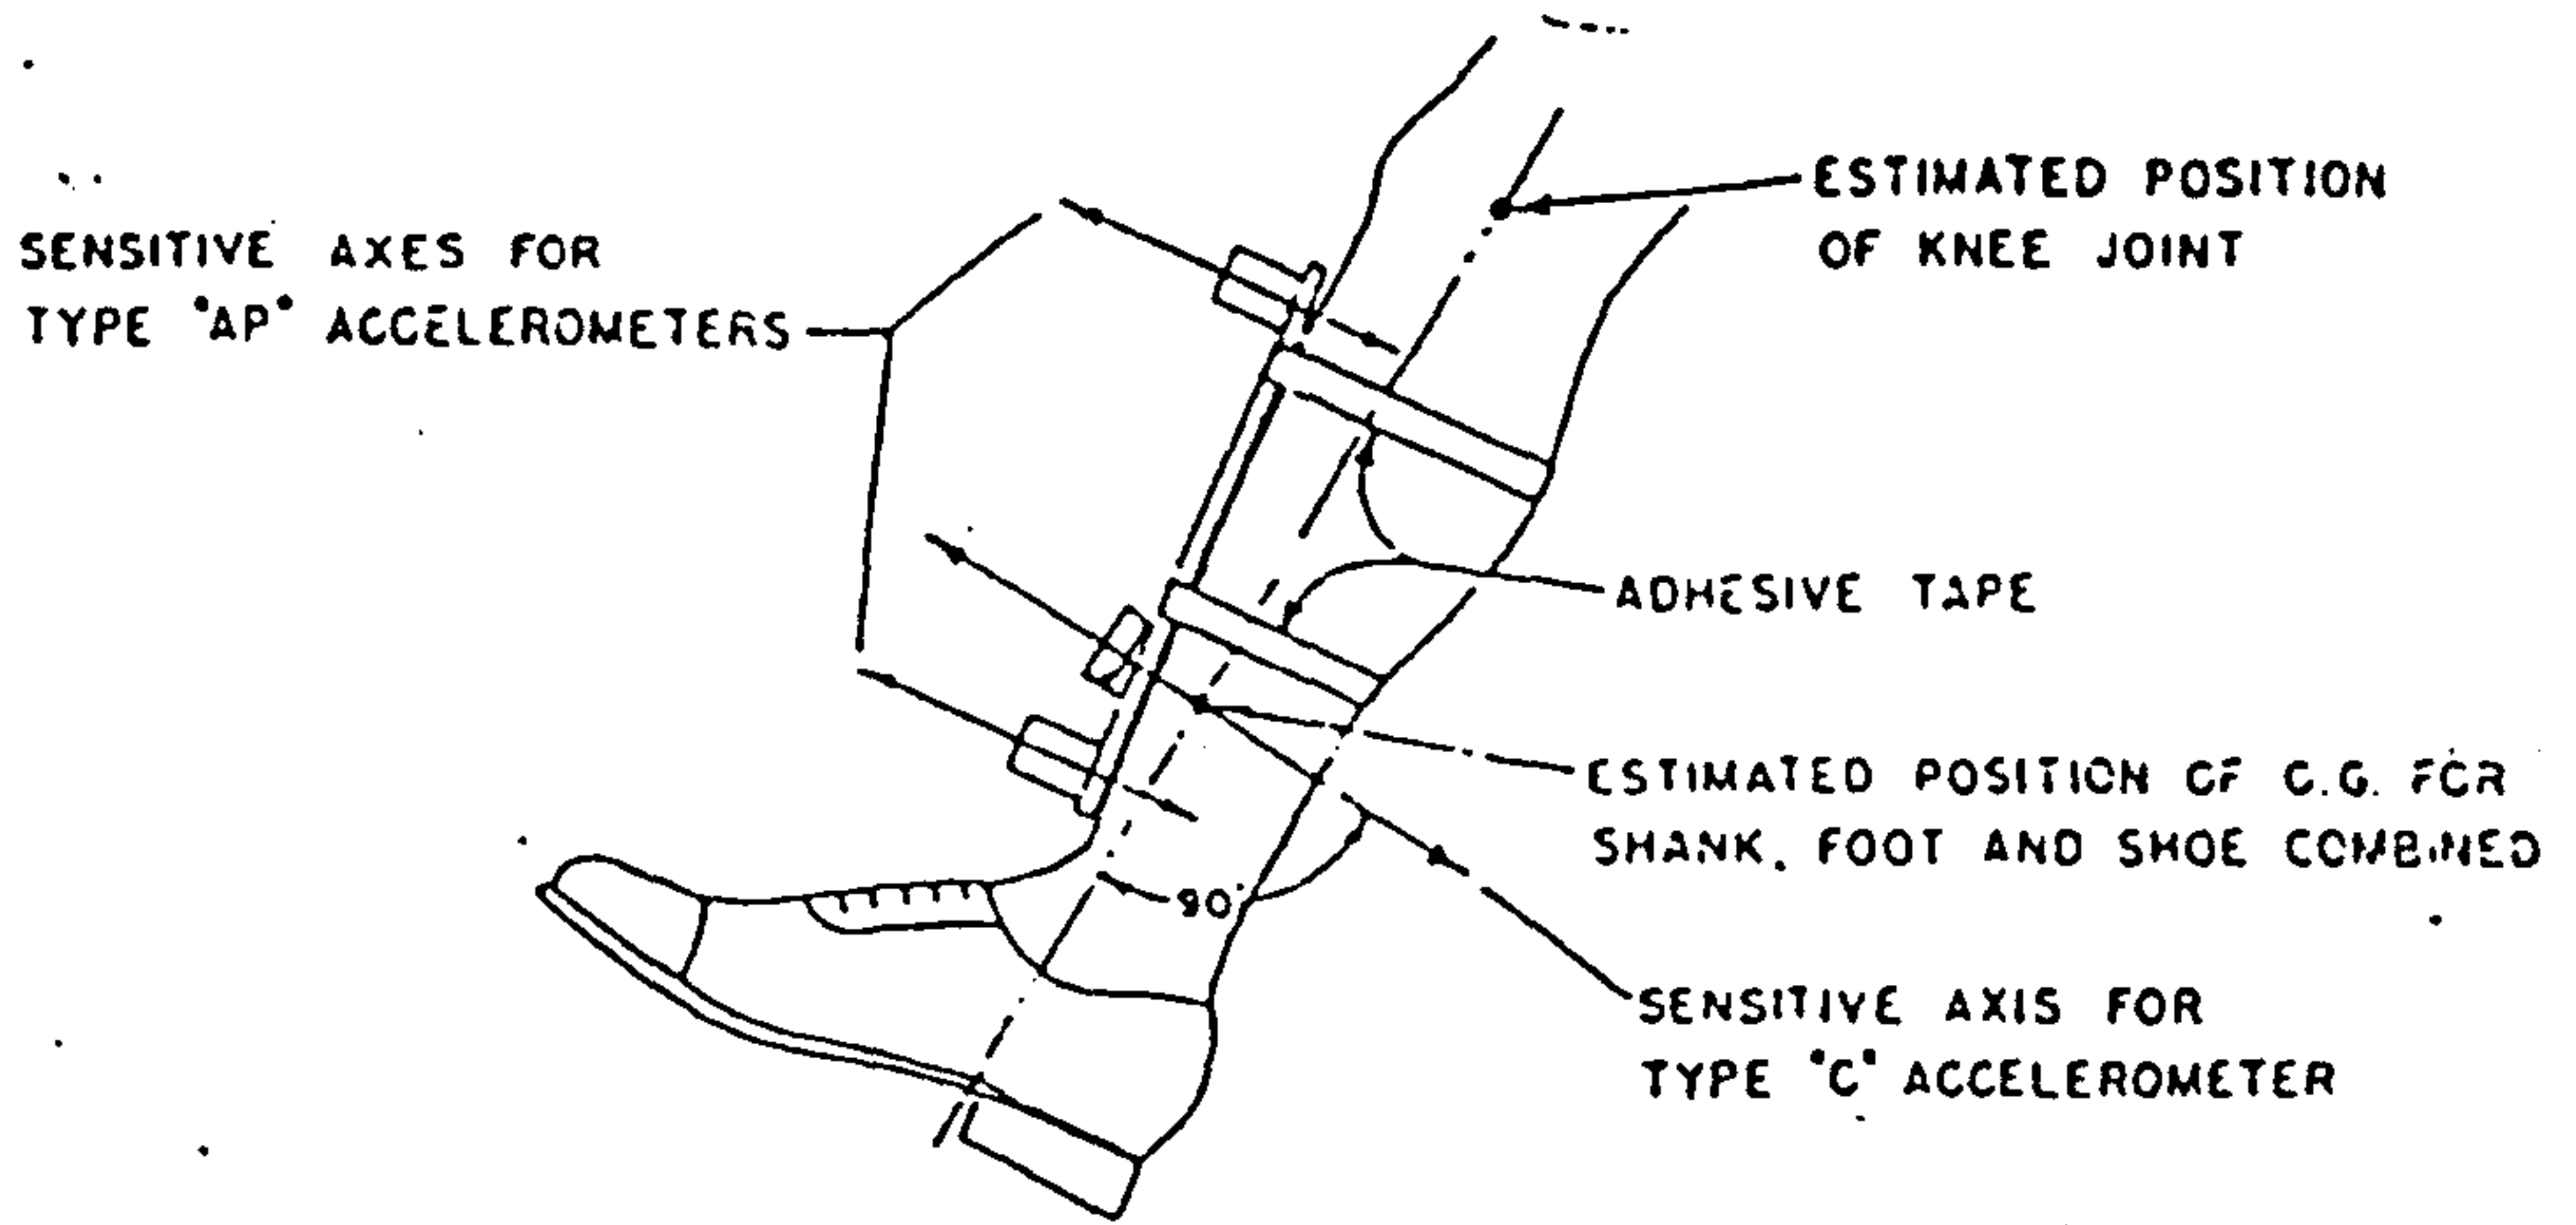 ESTIMATED POSITION
OF KNEE JOINT
SENSITIVE AXES FOR
TYPE "AP" ACCELEROMETERS
ADHESIVE TAPE
ESTIMATED POSITION OF C.G. FOR
SHANK, FOOT AND SHOE COMBINED
90°
SENSITIVE AXIS FOR
TYPE "C" ACCELEROMETER